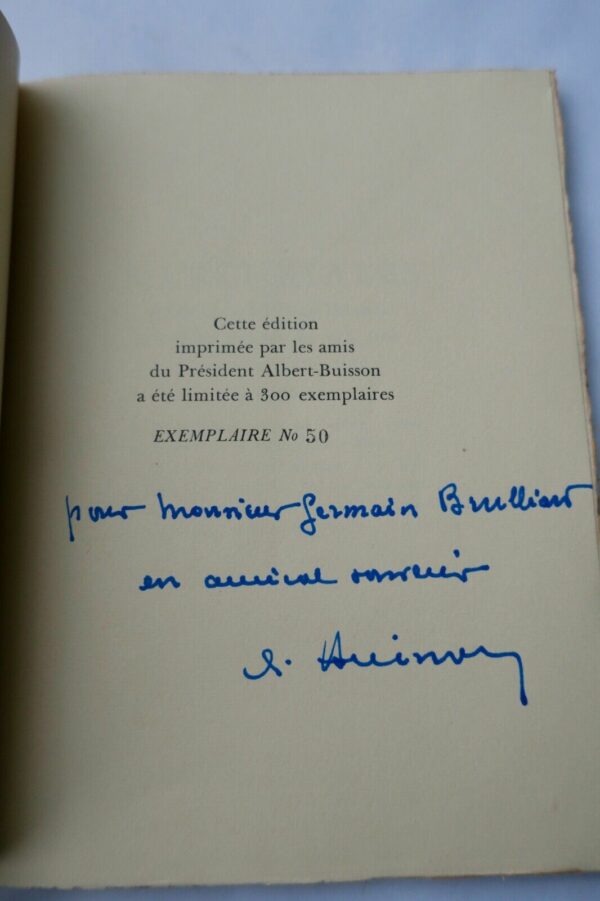 Cette édition
imprimée par les amis
du Président Albert-Buisson
a été limitée à 300 exemplaires
EXEMPLAIRE No 50
pour Monsieur Germain Brulliard
en amical souvenir